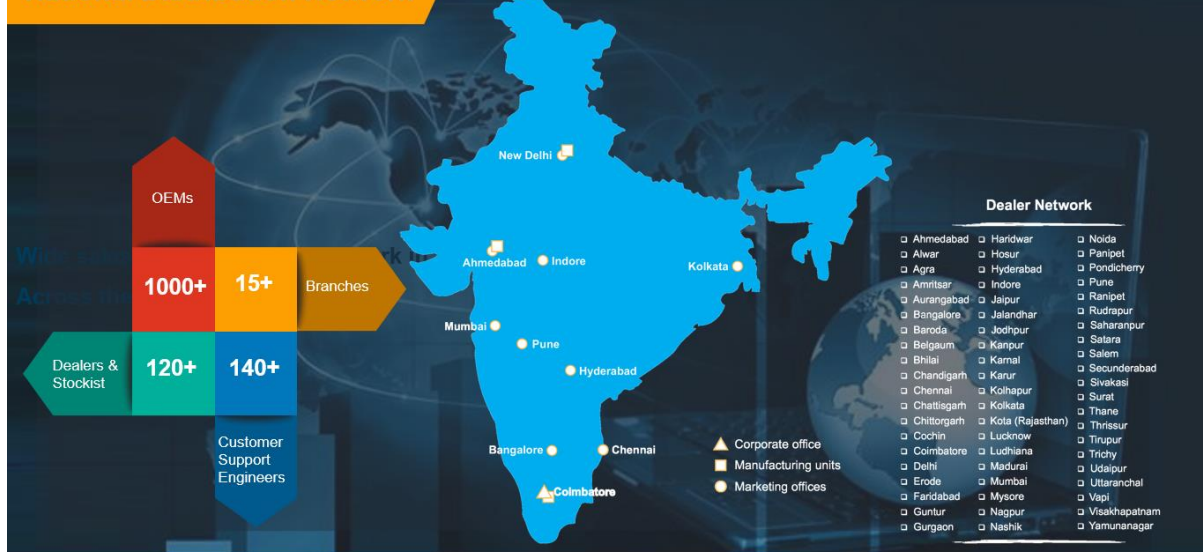 OEMs
1000+
15+
Branches
Dealers &
Stockist
120+
140+
Customer
Support
Engineers
New Delhi
Ahmedabad
Indore
Kolkata
Mumbai
Pune
Hyderabad
Bangalore
Chennai
Coimbatore
Corporate office
Manufacturing units
Marketing offices
Dealer Network
Ahmedabad
Alwar
Agra
Amritsar
Aurangabad
Bangalore
Baroda
Belgaum
Bhilai
Chandigarh
Chennai
Chattisgarh
Chittorgarh
Cochin
Coimbatore
Delhi
Erode
Faridabad
Guntur
Gurgaon
Haridwar
Hosur
Hyderabad
Indore
Jaipur
Jalandhar
Jodhpur
Kanpur
Karnal
Karur
Kolhapur
Kolkata
Kota (Rajasthan)
Lucknow
Ludhiana
Madurai
Mumbai
Mysore
Nagpur
Nashik
Noida
Panipet
Pondicherry
Pune
Ranipet
Rudrapur
Saharanpur
Satara
Salem
Secunderabad
Sivakasi
Surat
Thane
Thrissur
Tirupur
Trichy
Udaipur
Uttaranchal
Vapi
Visakhapatnam
Yamunanagar